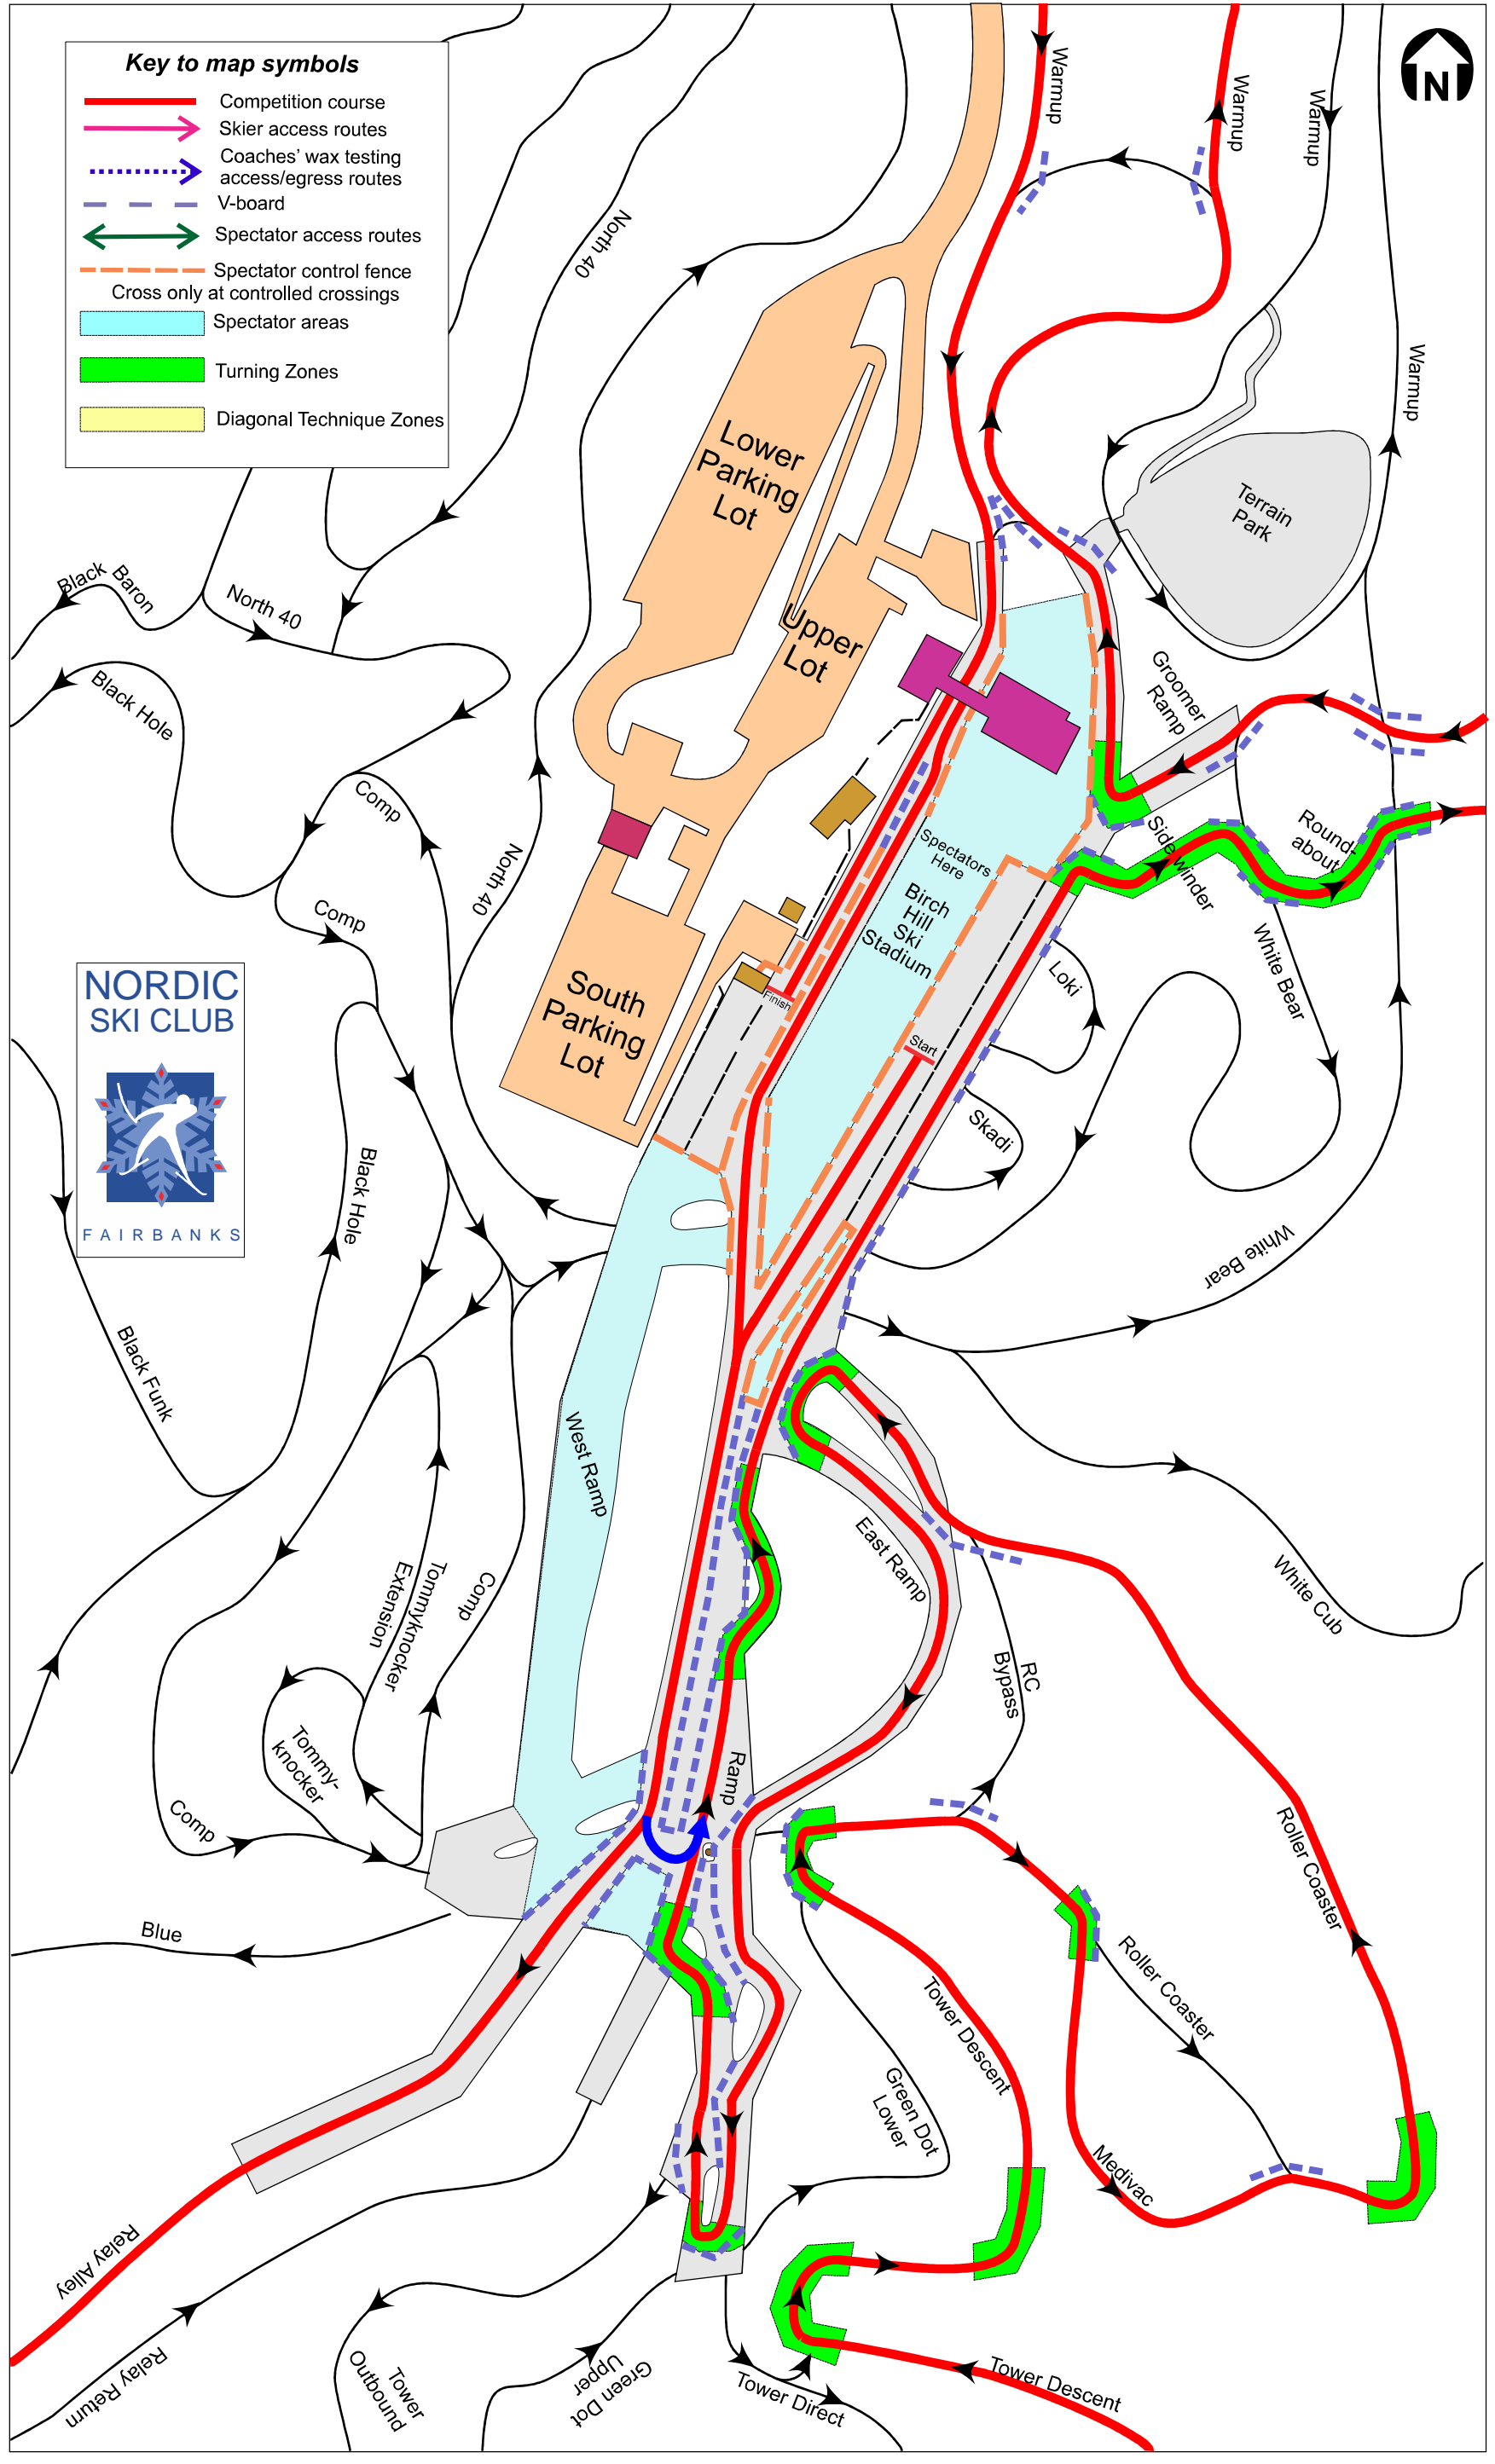 Key to map symbols
Competition course
Skier access routes
Coaches' wax testing
access/egress routes
V-board
Spectator access routes
Spectator control fence
Cross only at controlled crossings
Spectator areas
Turning Zones
Diagonal Technique Zones
N
Warmup
Warmup
Warmup
Warmup
North 40
Lower
Parking
Lot
Terrain
Park
Black Baron
North 40
Upper
Lot
Black Hole
Groomer
Ramp
Comp
Side winder
Round-
about
Spectators
Here
Birch
Hill
Ski
Stadium
North 40
Comp
NORDIC
SKI CLUB
FAIRBANKS
South
Parking
Lot
Finish
Start
Loki
White Bear
Skadi
Black Hole
White Bear
Black Funk
West Ramp
East Ramp
White Cub
Tommyknocker
Extension
Comp
RC
Bypass
Tommy-
knocker
Ramp
Comp
Roller Coaster
Blue
Roller Coaster
Tower Descent
Green Dot
Lower
Medivac
Relay Alley
Relay Return
Tower
Outbound
Green Dot
Upper
Tower Direct
Tower Descent